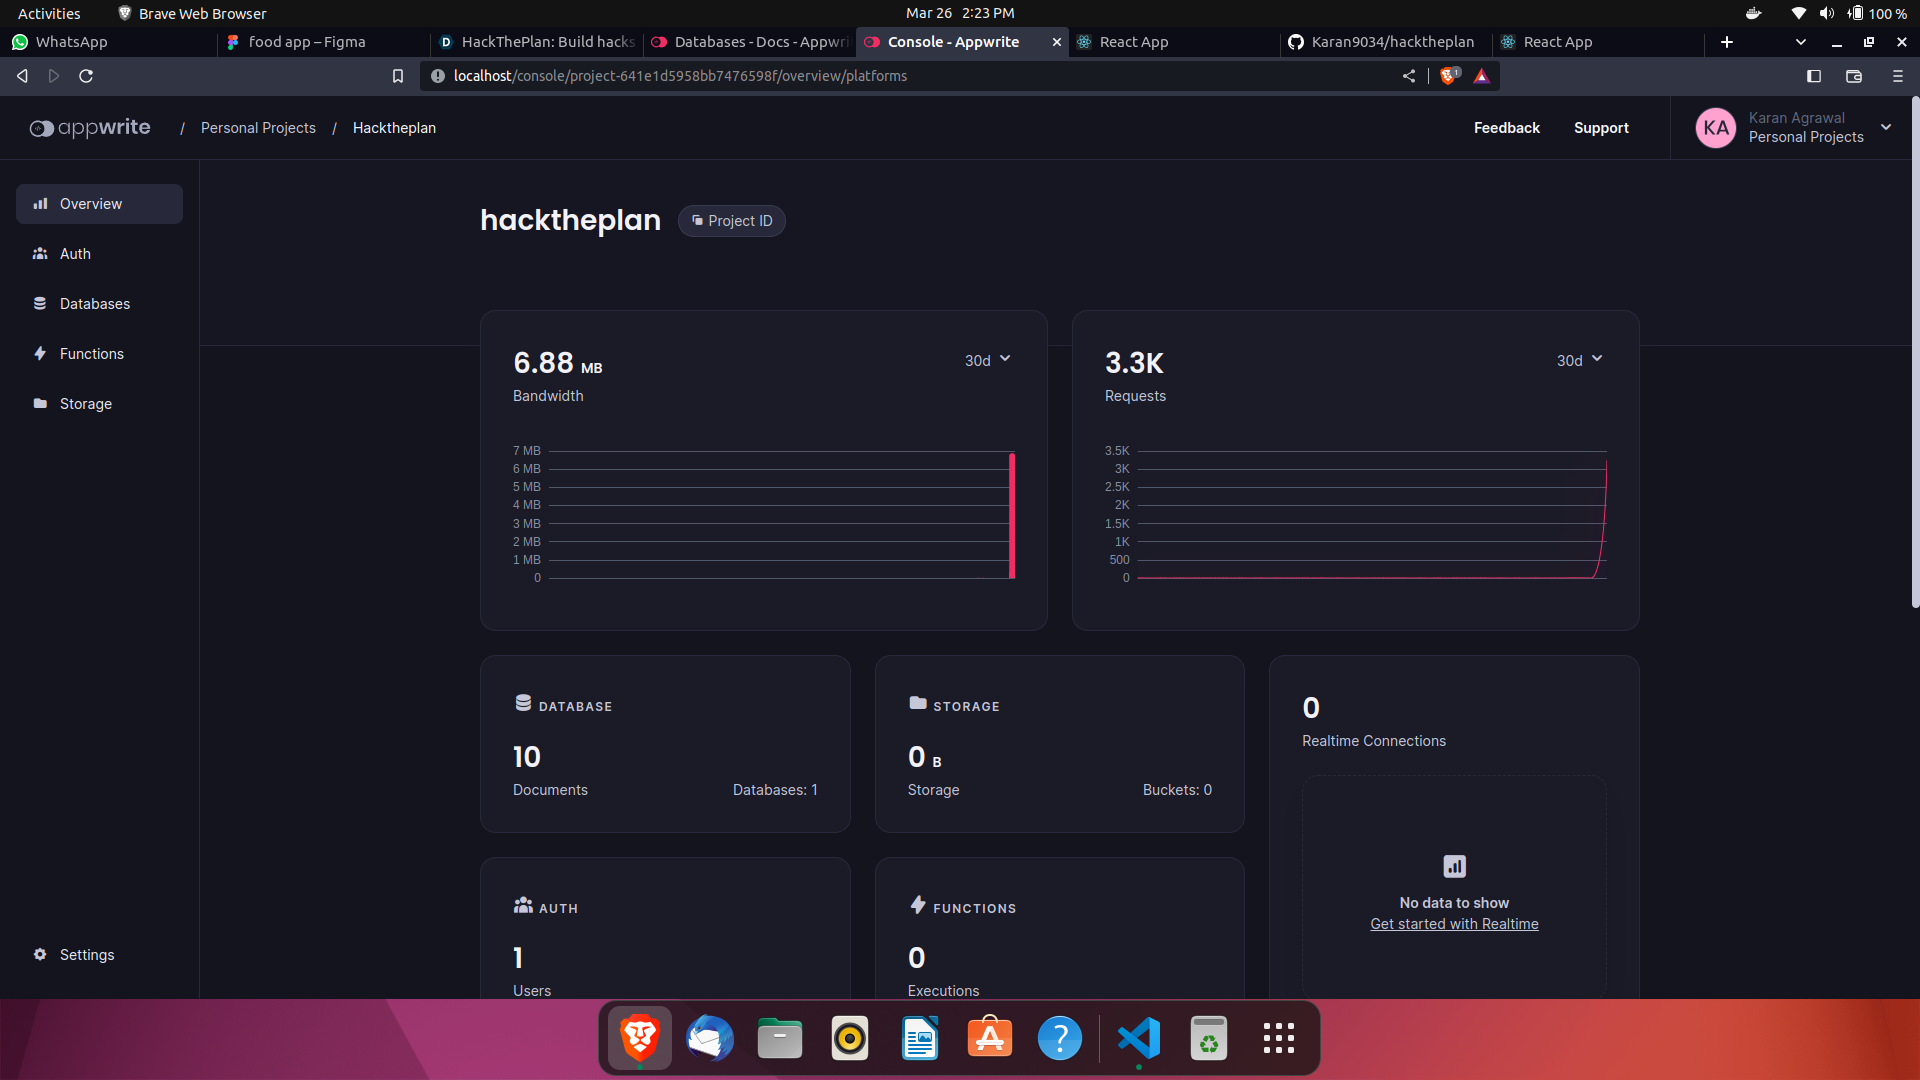 Activities
Brave Web Browser
Mar 26 2:23 PM
100 %
WhatsApp
food app – Figma
HackThePlan: Build hacks
Databases - Docs - Appwri
Console - Appwrite
React App
Karan9034/hacktheplan
React App
localhost/console/project-641e1d5958bb7476598f/overview/platforms
1
appwrite
/ Personal Projects / Hacktheplan
Feedback
Support
KA
Karan Agrawal
Personal Projects
Overview
Auth
Databases
Functions
Storage
Settings
hacktheplan
Project ID
6.88 MB
30d
Bandwidth
7 MB
6 MB
5 MB
4 MB
3 MB
2 MB
1 MB
0
3.3K
30d
Requests
3.5K
3K
2.5K
2K
1.5K
1K
500
0
DATABASE
10
Documents
Databases: 1
STORAGE
0 B
Storage
Buckets: 0
0
Realtime Connections
No data to show
Get started with Realtime
AUTH
1
Users
FUNCTIONS
0
Executions